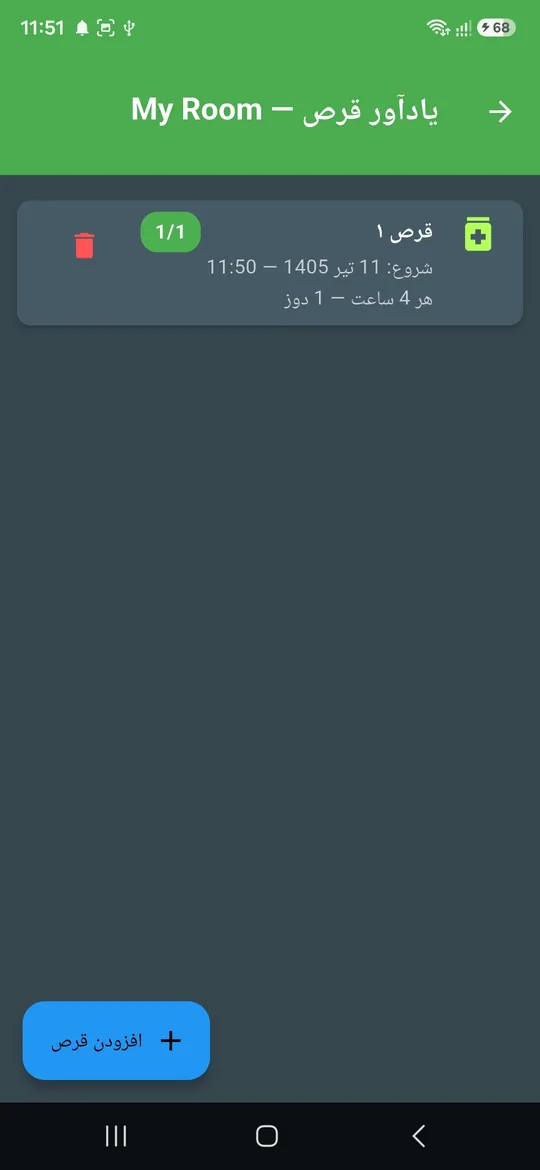 11:51
68
یادآور قرص — My Room
قرص ۱
1/1
شروع: 11 تیر 1405 — 11:50
هر 4 ساعت — 1 دوز
افزودن قرص